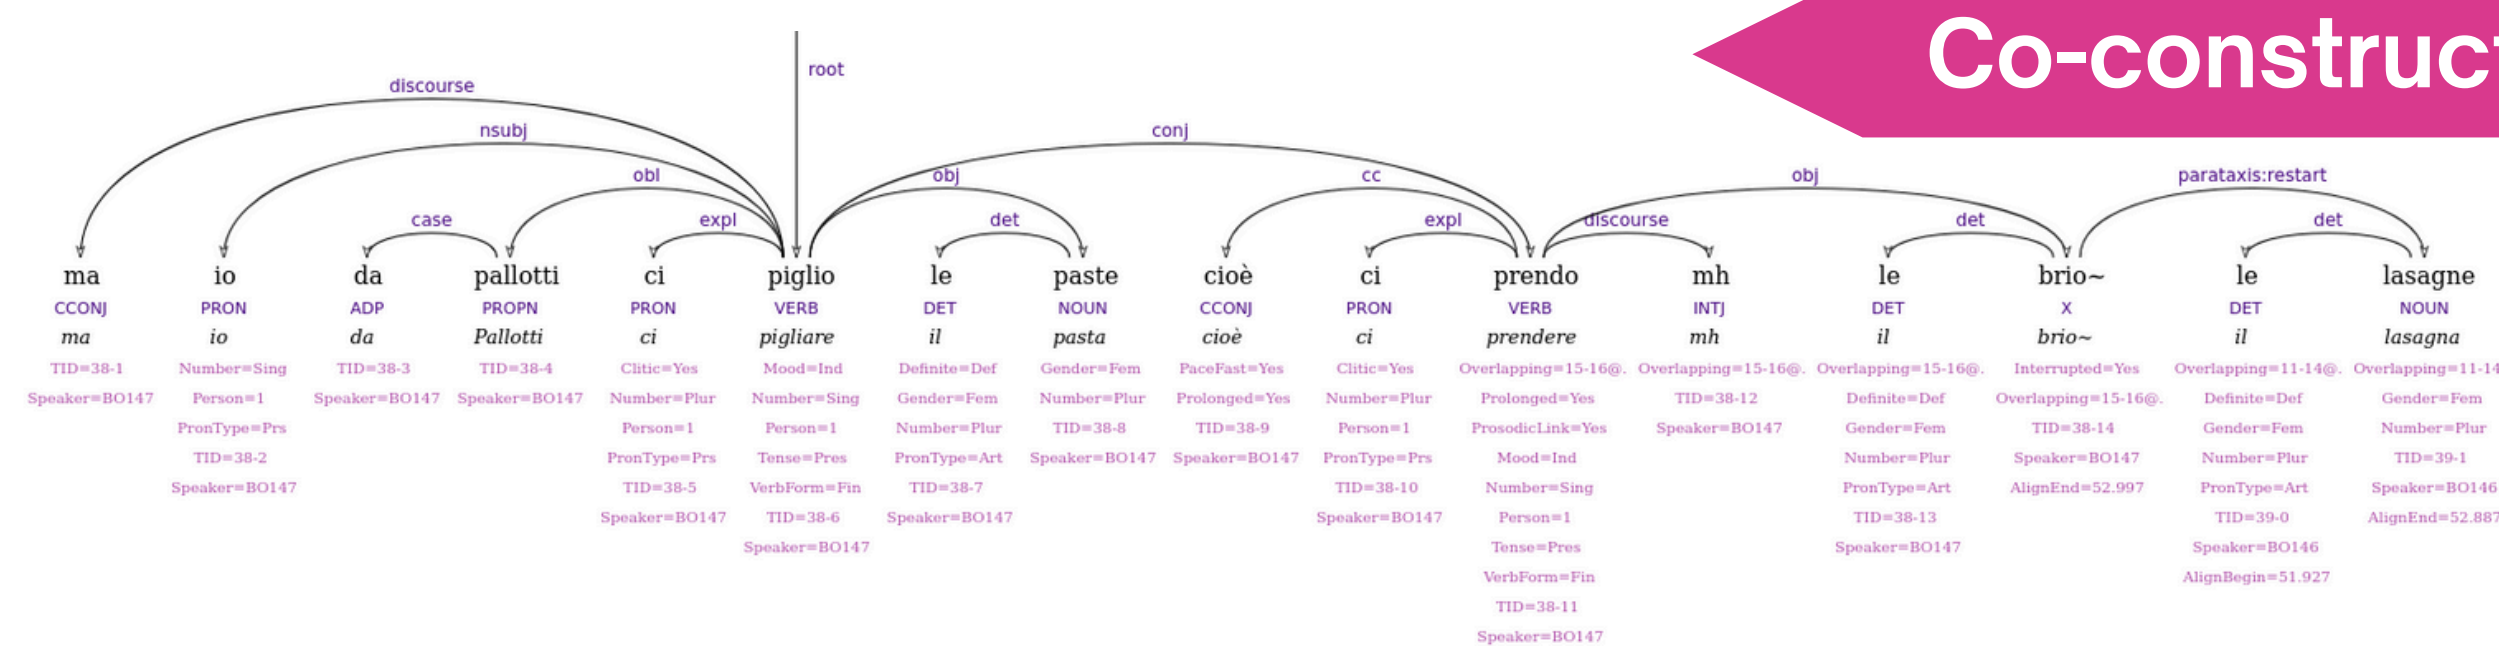 Co-construct
root
discourse
nsubj conj
obl obj cc obj parataxis:restart
case expl det expl discourse det det
ma io da pallotti ci piglio le paste cioè ci prendo mh le brio~ le lasagne
CCONJ PRON ADP PROPN PRON VERB DET NOUN CCONJ PRON VERB INTJ DET X DET NOUN
ma io da Pallotti ci pigliare il pasta cioè ci prendere mh il brio~ il lasagna
TID=38-1 Number=Sing TID=38-3 TID=38-4 Clitic=Yes Mood=Ind Definite=Def Gender=Fem PaceFast=Yes Clitic=Yes Overlapping=15-16@. Overlapping=15-16@. Overlapping=15-16@. Interrupted=Yes Overlapping=11-14@. Overlapping=11-14
Speaker=BO147 Person=1 Speaker=BO147 Speaker=BO147 Number=Plur Number=Sing Gender=Fem Number=Plur Prolonged=Yes Number=Plur Prolonged=Yes TID=38-12 Definite=Def Overlapping=15-16@. Definite=Def Gender=Fem
PronType=Prs Person=1 Person=1 Number=Plur TID=38-8 TID=38-9 Person=1 ProsodicLink=Yes Speaker=BO147 Gender=Fem TID=38-14 Gender=Fem Number=Plur
TID=38-2 PronType=Prs Tense=Pres PronType=Art Speaker=BO147 Speaker=BO147 PronType=Prs Mood=Ind Number=Plur Speaker=BO147 Number=Plur TID=39-1
Speaker=BO147 TID=38-5 VerbForm=Fin TID=38-7 TID=38-10 Number=Sing PronType=Art AlignEnd=52.997 PronType=Art Speaker=BO146
Speaker=BO147 TID=38-6 Speaker=BO147 Speaker=BO147 Person=1 TID=38-13 TID=39-0 AlignEnd=52.887
Speaker=BO147 Tense=Pres Speaker=BO147 Speaker=BO146
VerbForm=Fin AlignBegin=51.927
TID=38-11
Speaker=BO147